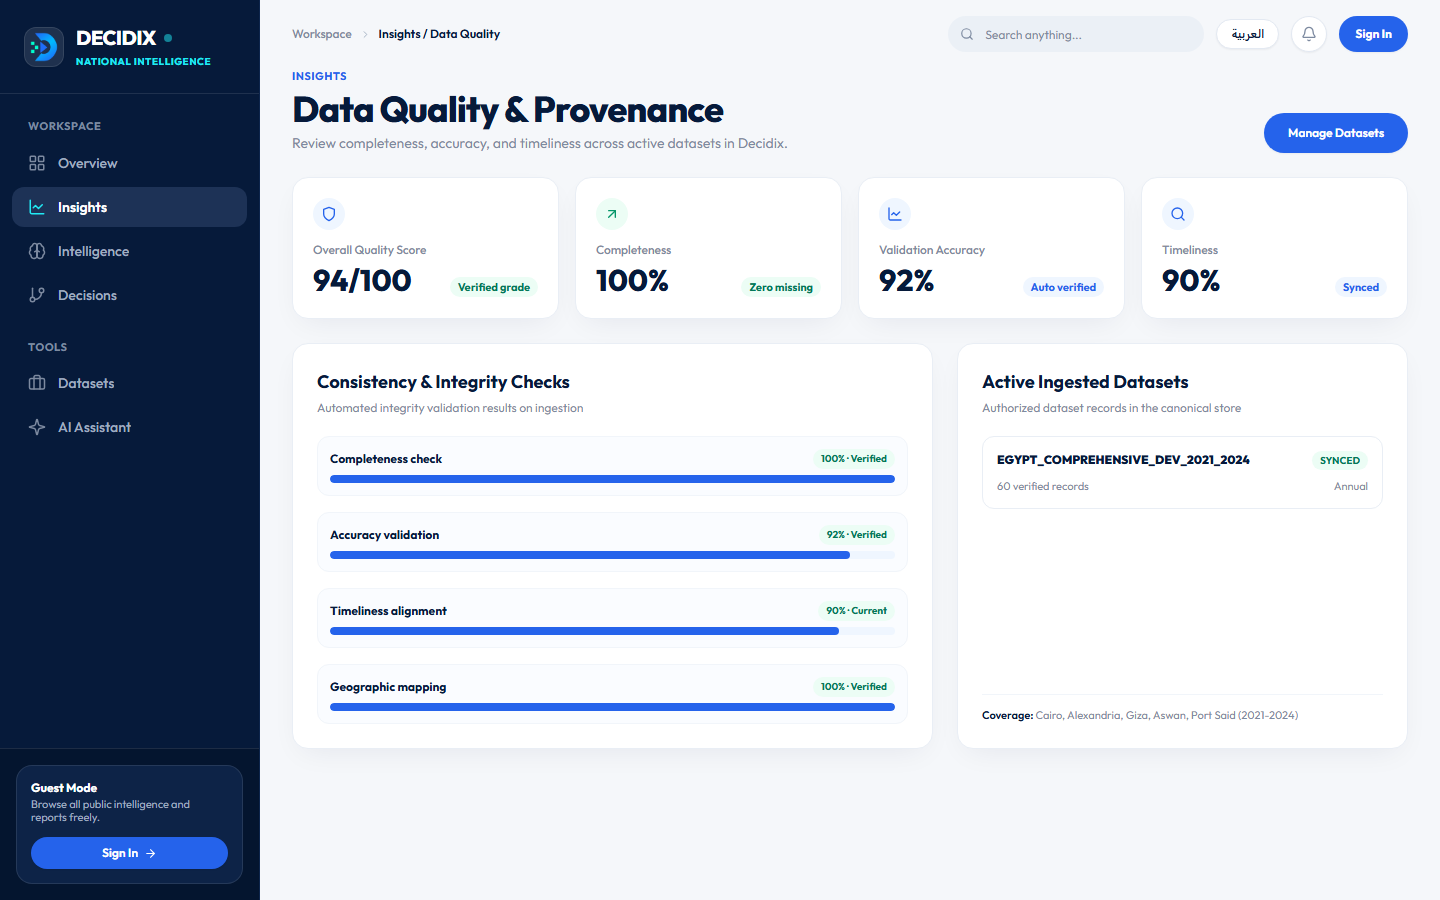 DECIDIX
NATIONAL INTELLIGENCE
WORKSPACE
Overview
Insights
Intelligence
Decisions
TOOLS
Datasets
AI Assistant
Guest Mode
Browse all public intelligence and
reports freely.
Sign In →
Workspace > Insights / Data Quality
Search anything...
العربية
Sign In
INSIGHTS
Data Quality & Provenance
Review completeness, accuracy, and timeliness across active datasets in Decidix.
Manage Datasets
Overall Quality Score
94/100
Verified grade
Completeness
100%
Zero missing
Validation Accuracy
92%
Auto verified
Timeliness
90%
Synced
Consistency & Integrity Checks
Automated integrity validation results on ingestion
Completeness check
100% · Verified
Accuracy validation
92% · Verified
Timeliness alignment
90% · Current
Geographic mapping
100% · Verified
Active Ingested Datasets
Authorized dataset records in the canonical store
EGYPT_COMPREHENSIVE_DEV_2021_2024
SYNCED
60 verified records
Annual
Coverage: Cairo, Alexandria, Giza, Aswan, Port Said (2021-2024)